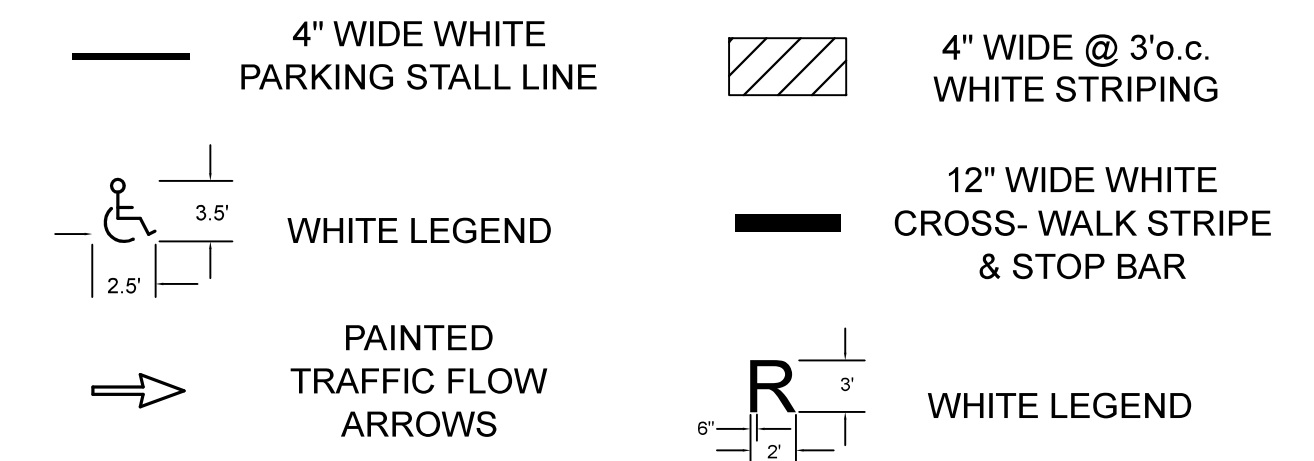 4" WIDE WHITE
PARKING STALL LINE
4" WIDE @ 3'o.c.
WHITE STRIPING
3.5'
2.5'
WHITE LEGEND
12" WIDE WHITE
CROSS- WALK STRIPE
& STOP BAR
PAINTED
TRAFFIC FLOW
ARROWS
R
3'
6"
2'
WHITE LEGEND